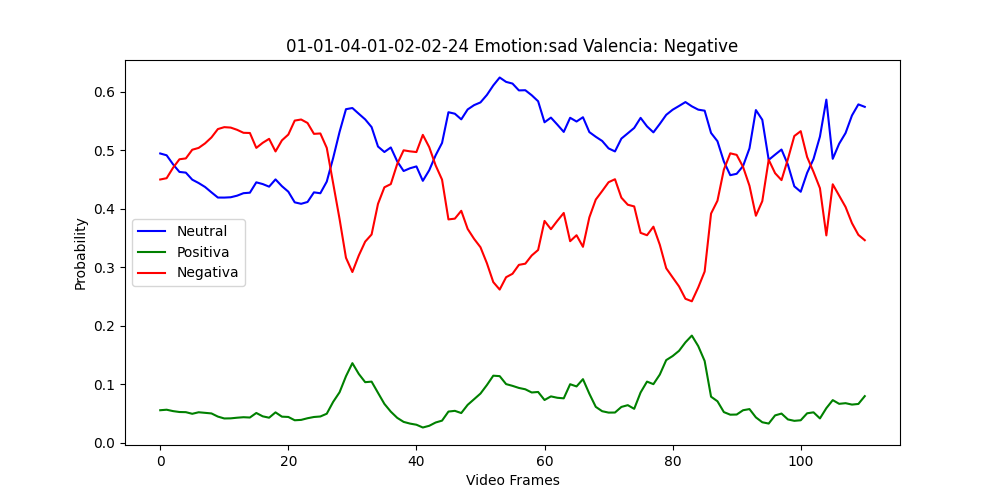 01-01-04-01-02-02-24 Emotion:sad Valencia: Negative
Probability
0.6
0.5
0.4
0.3
0.2
0.1
0.0
Neutral
Positiva
Negativa
0 20 40 60 80 100
Video Frames